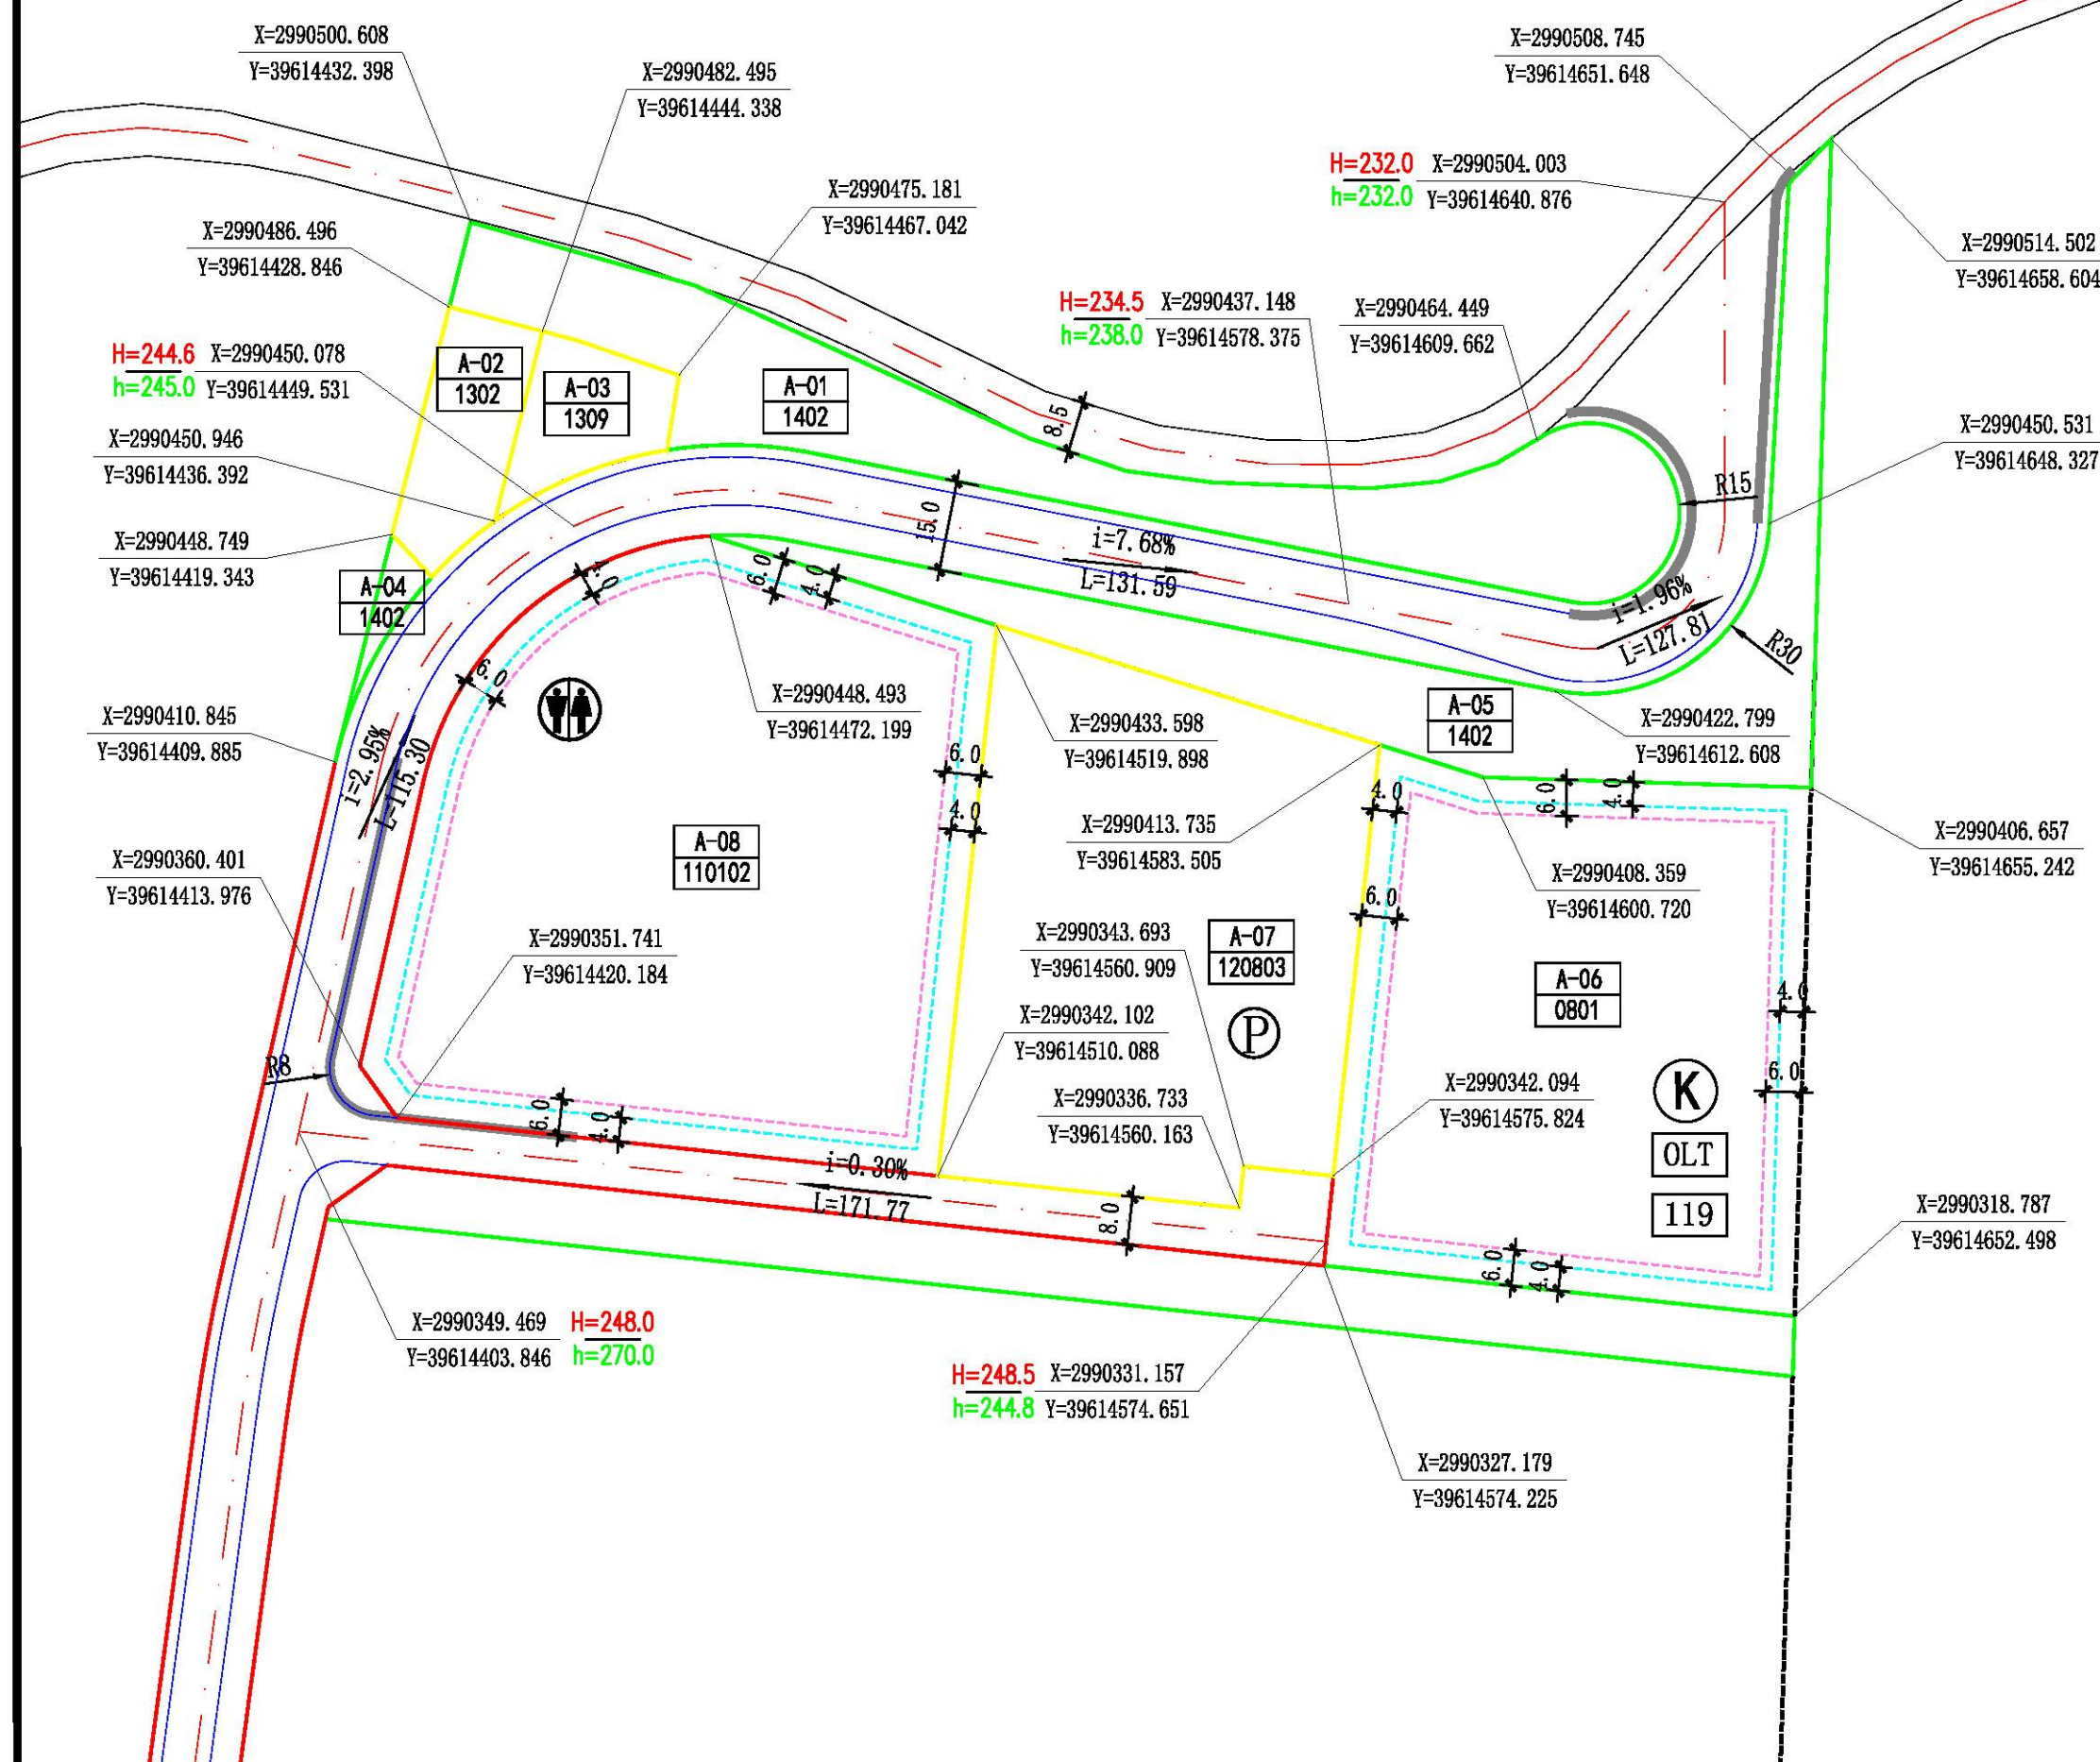 X=2990500.608
Y=39614432.398
X=2990482.495
Y=39614444.338
X=2990508.745
Y=39614651.648
H=232.0 X=2990504.003
h=232.0 Y=39614640.876
X=2990475.181
Y=39614467.042
X=2990486.496
Y=39614428.846
X=2990514.502
Y=39614658.604
H=234.5 X=2990437.148
h=238.0 Y=39614578.375
X=2990464.449
Y=39614609.662
H=244.6 X=2990450.078
h=245.0 Y=39614449.531
A-02
1302
A-03
1309
A-01
1402
8.5
X=2990450.946
Y=39614436.392
X=2990450.531
Y=39614648.327
R15
15.0
i=7.68%
L=131.59
X=2990448.749
Y=39614419.343
A-04
1402
6.0
4.0
i=1.96%
L=127.81
R30
6.0
X=2990448.493
Y=39614472.199
X=2990410.845
Y=39614409.885
i=2.95%
L=115.30
X=2990433.598
Y=39614519.898
A-05
1402
X=2990422.799
Y=39614612.608
6.0
4.0
4.0
6.0
4.0
X=2990413.735
Y=39614583.505
X=2990406.657
Y=39614655.242
A-08
110102
X=2990360.401
Y=39614413.976
X=2990408.359
Y=39614600.720
6.0
X=2990351.741
Y=39614420.184
X=2990343.693
Y=39614560.909
A-07
120803
A-06
0801
4.0
X=2990342.102
Y=39614510.088
P
R8
K
6.0
X=2990342.094
Y=39614575.824
X=2990336.733
Y=39614560.163
6.0
4.0
OLT
i=0.30%
L=171.77
8.0
119
X=2990318.787
Y=39614652.498
6.0
4.0
X=2990349.469 H=248.0
Y=39614403.846 h=270.0
H=248.5 X=2990331.157
h=244.8 Y=39614574.651
X=2990327.179
Y=39614574.225